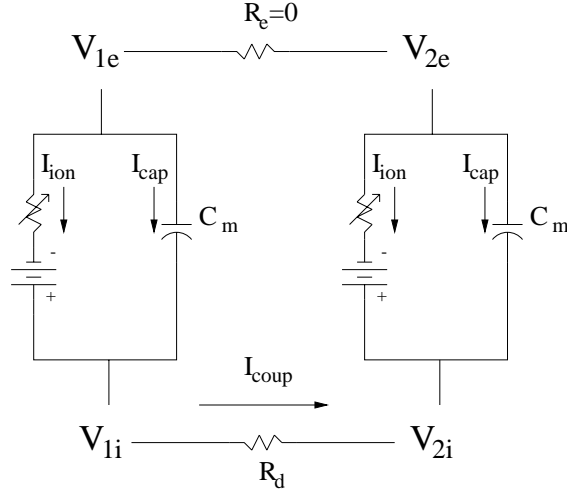 R_e=0
V_1e V_2e
I_ion I_cap I_ion I_cap
C_m C_m
- -
+ +
I_coup
V_1i V_2i
R_d